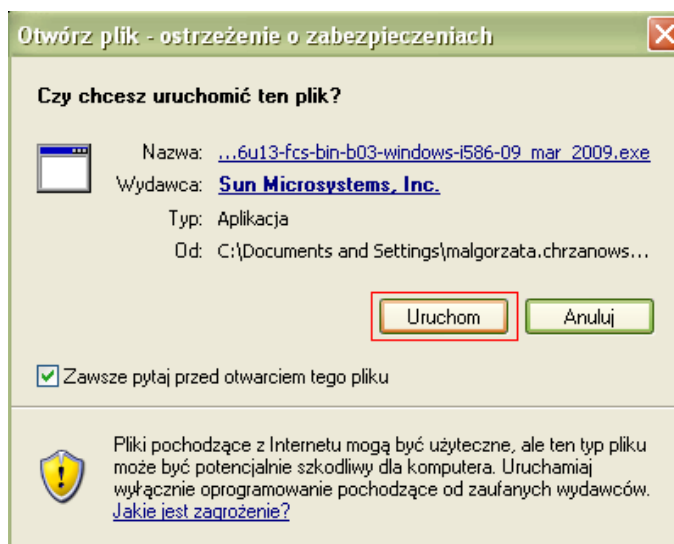 Otwórz plik - ostrzeżenie o zabezpieczeniach
Czy chcesz uruchomić ten plik?
Nazwa: ...6u13-fcs-bin-b03-windows-i586-09_mar_2009.exe
Wydawca: Sun Microsystems, Inc.
Typ: Aplikacja
Od: C:\Documents and Settings\malgorzata.chrzanows...
Uruchom Anuluj
Zawsze pytaj przed otwarciem tego pliku
Pliki pochodzące z Internetu mogą być użyteczne, ale ten typ pliku
może być potencjalnie szkodliwy dla komputera. Uruchamiaj
wyłącznie oprogramowanie pochodzące od zaufanych wydawców.
Jakie jest zagrożenie?